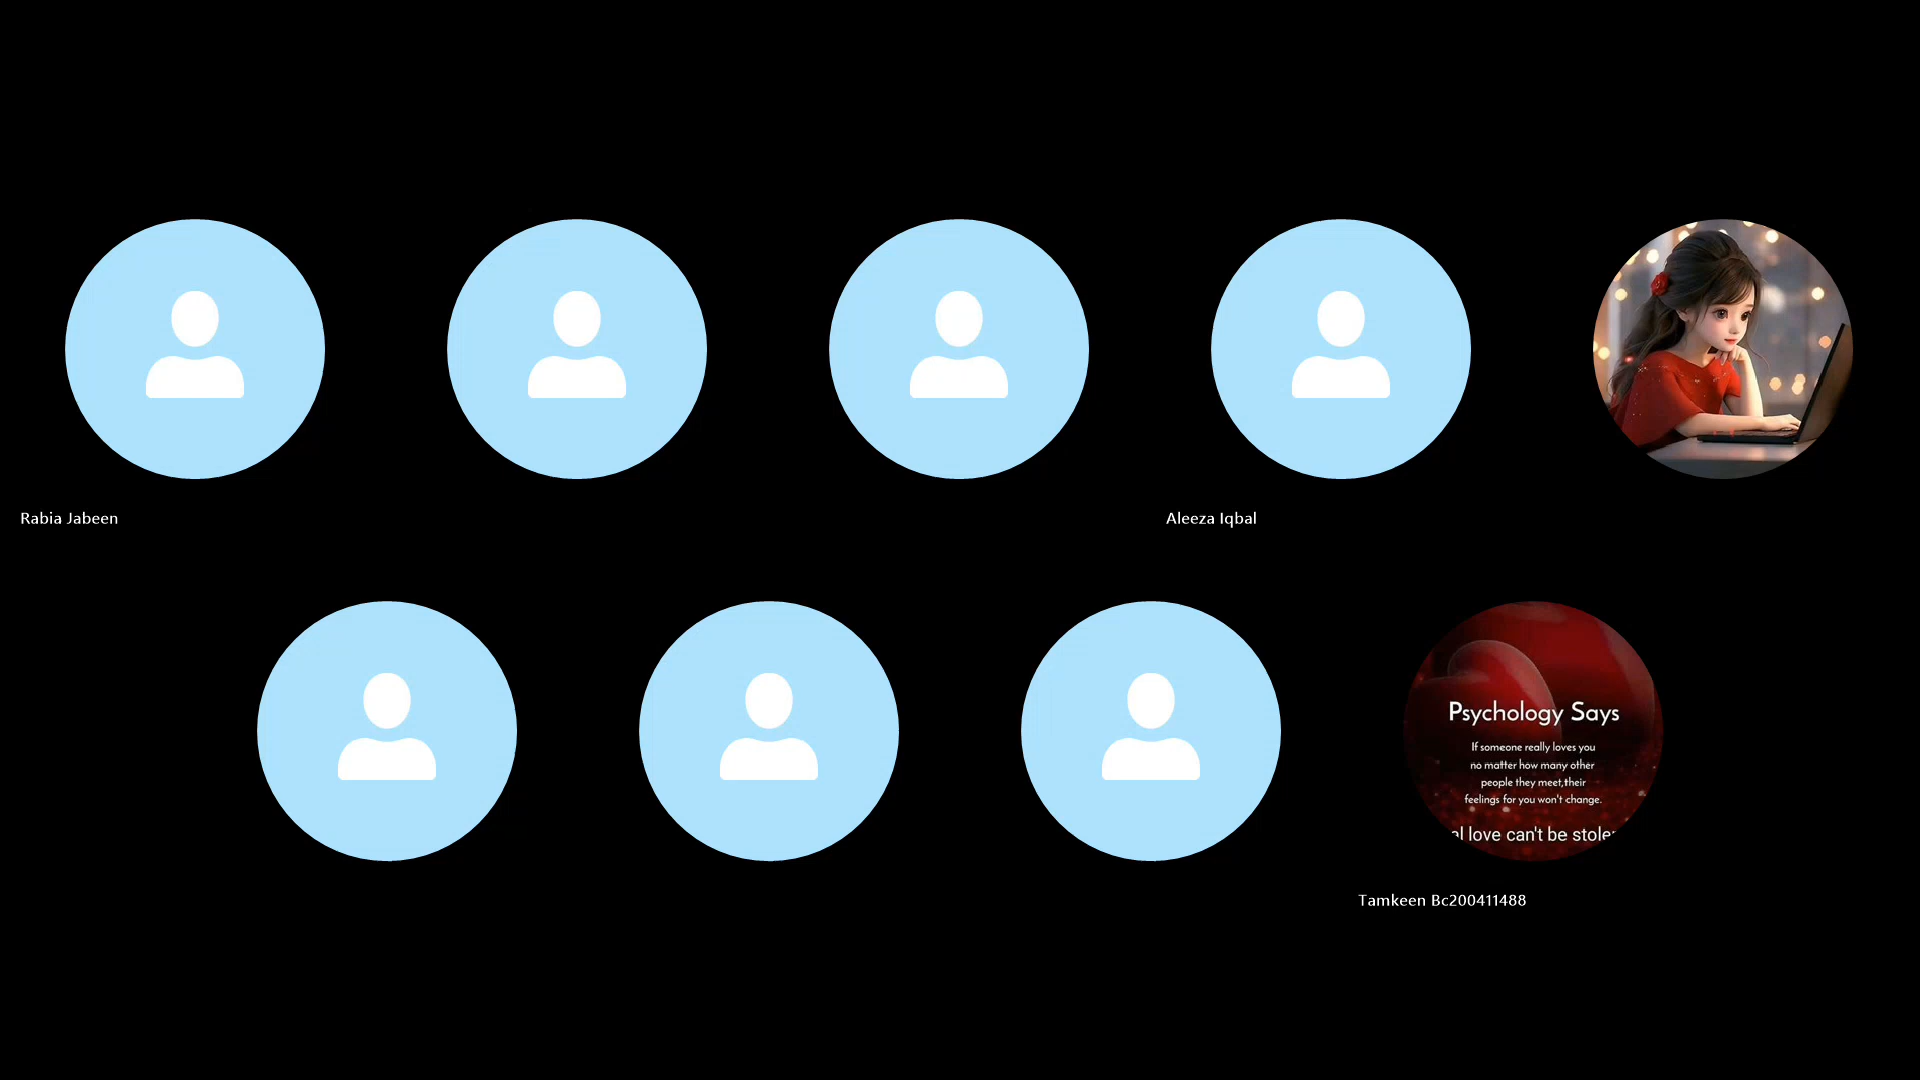 Rabia Jabeen
Aleeza Iqbal
Psychology Says
If someone really loves you
no matter how many other
people they meet,their
feelings for you won't change.
love can't be
Tamkeen Bc200411488